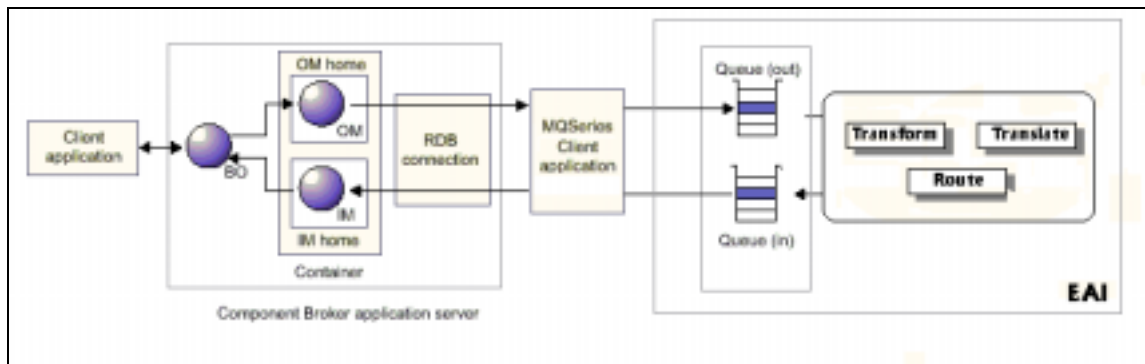 Client
application
BO
OM home
OM
IM
IM home
Container
RDB
connection
Component Broker application server
MQSeries
Client
application
Queue (out)
Queue (in)
Transform
Translate
Route
EAI